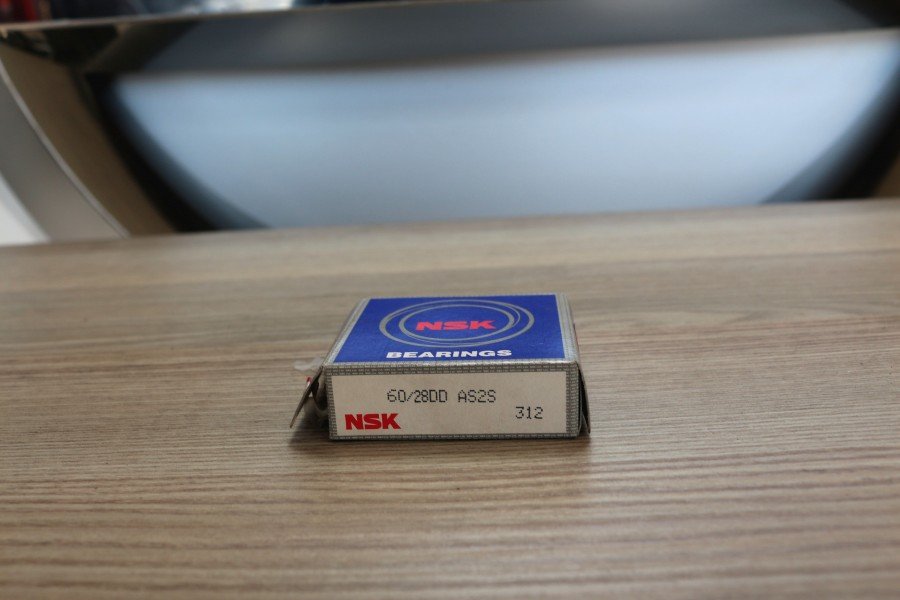 NSK
BEARINGS
60/28DD AS2S
NSK
312